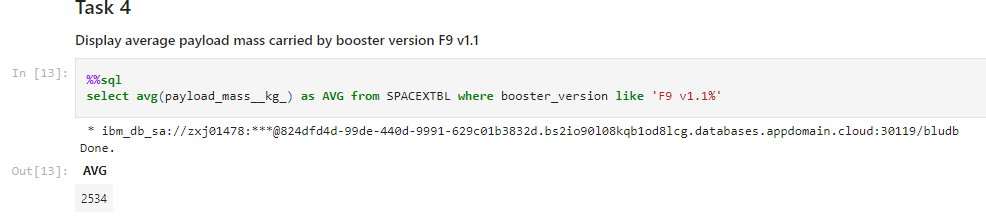 Task 4
Display average payload mass carried by booster version F9 v1.1
In [13]:
%%sql
select avg(payload_mass__kg_) as AVG from SPACEXTBL where booster_version like 'F9 v1.1%'
* ibm_db_sa://zxj01478:***@824dfd4d-99de-440d-9991-629c01b3832d.bs2io90l08kqb1od8lcg.databases.appdomain.cloud:30119/bludb
Done.
Out[13]:
AVG
2534